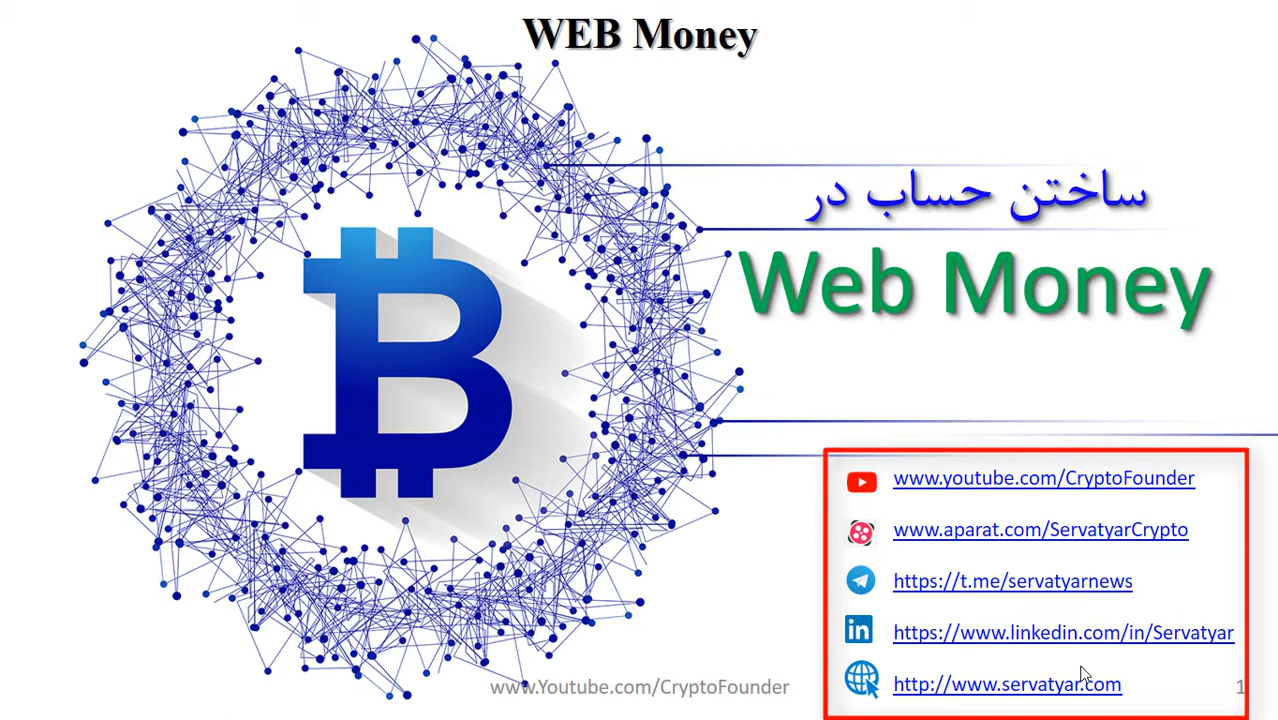 WEB Money
ساختن حساب در
Web Money
www.youtube.com/CryptoFounder
www.aparat.com/ServatyarCrypto
https://t.me/servatyarnews
https://www.linkedin.com/in/Servatyar
http://www.servatyar.com
www.Youtube.com/CryptoFounder
1